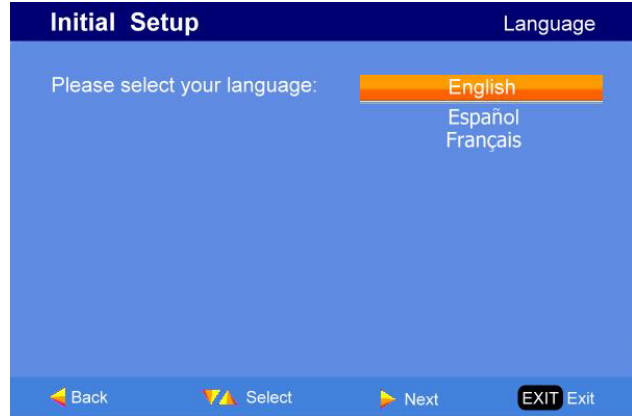 Initial Setup Language
Please select your language: English
Español
Français
Back Select Next EXIT Exit